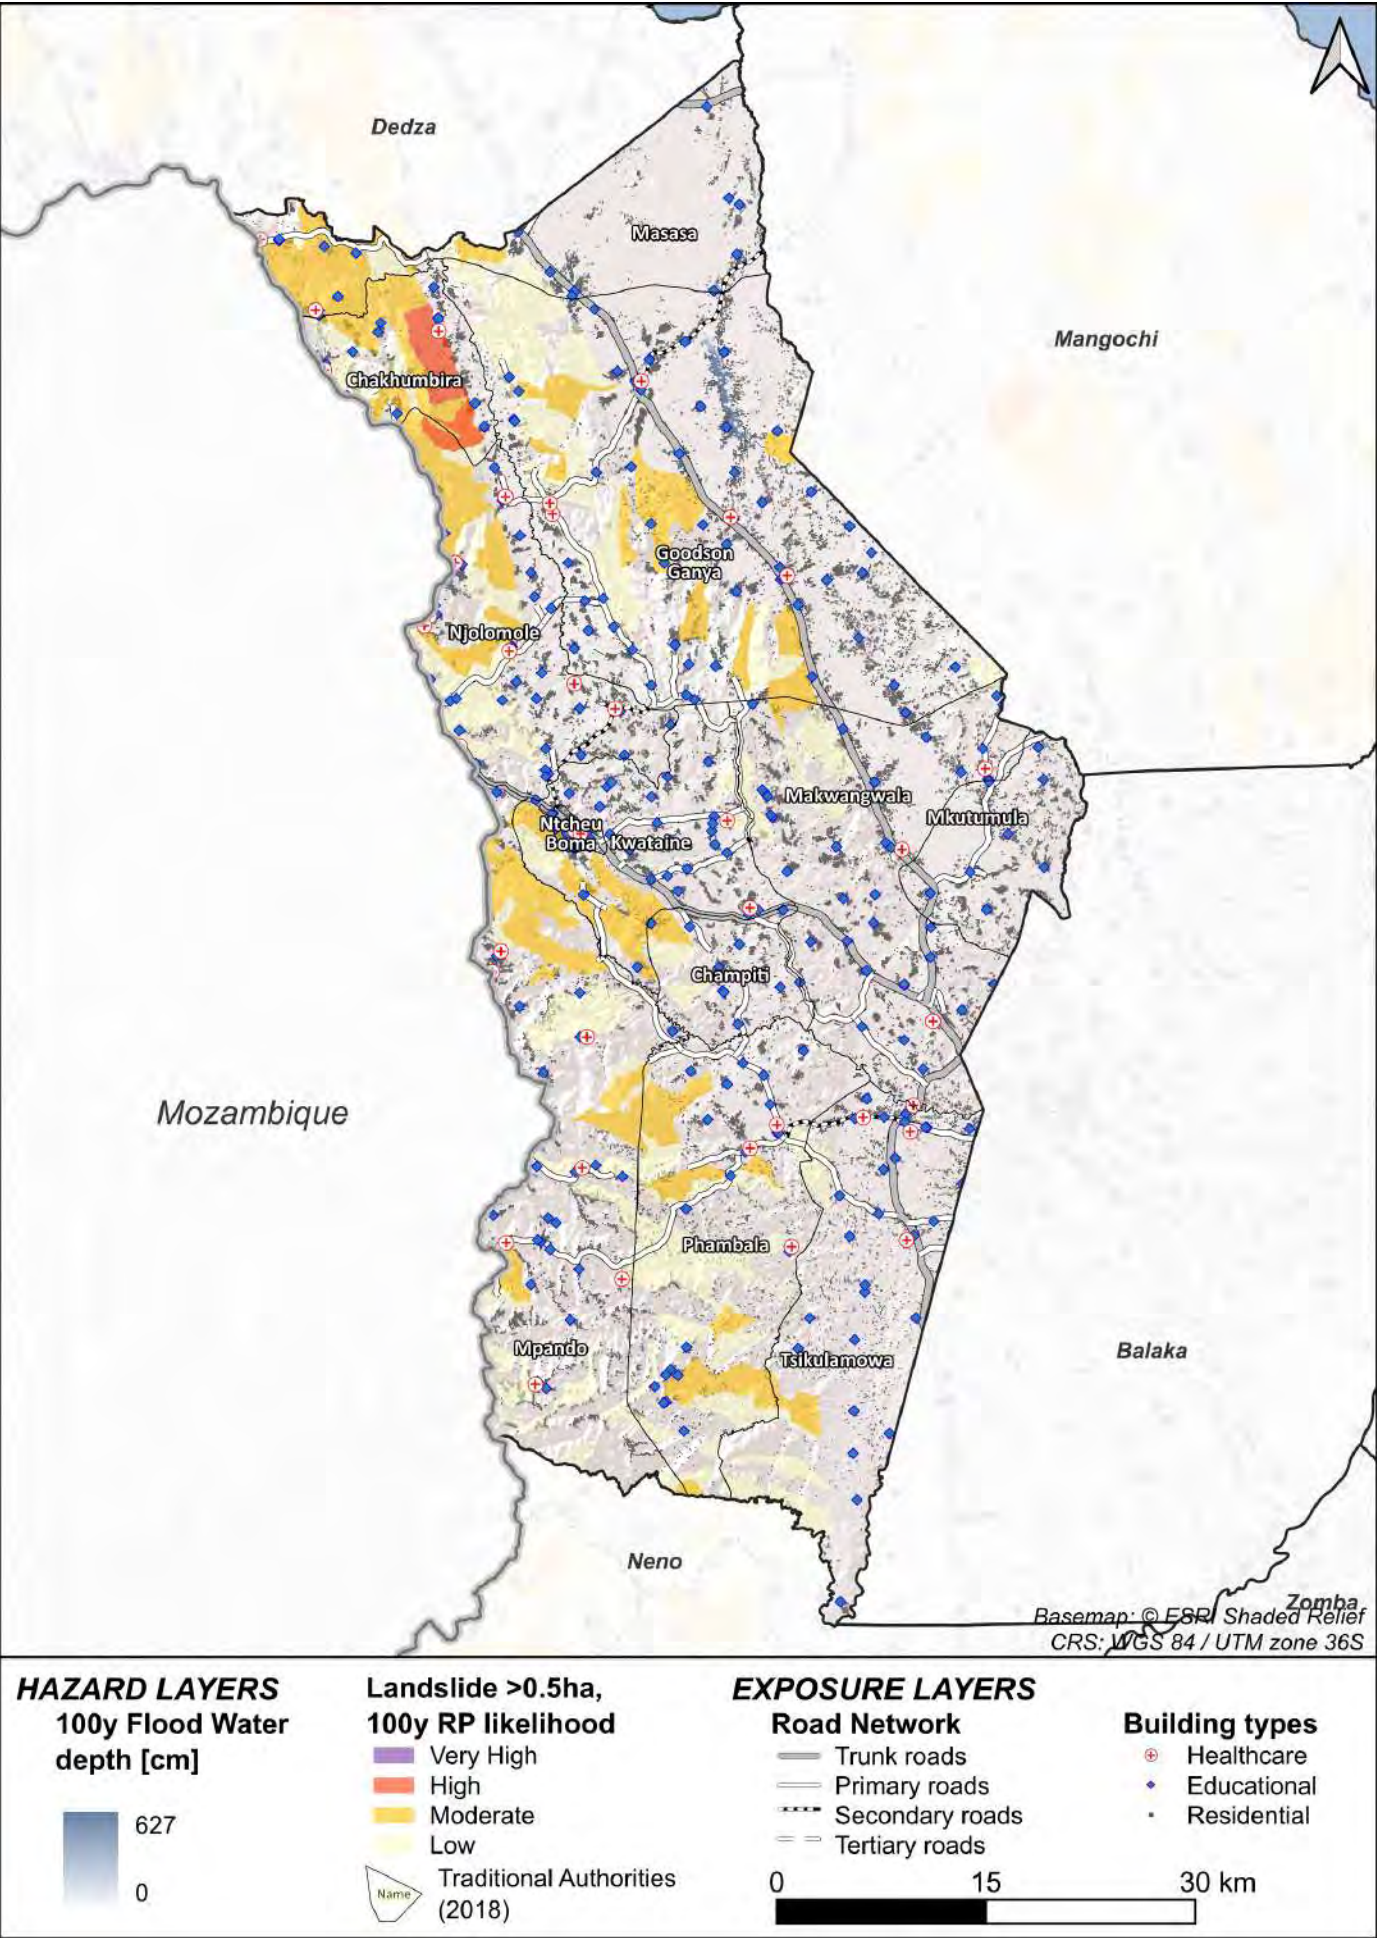 Dedza
Masasa
Mangochi
Chakhumbira
Goodson
Ganya
Njolomole
Makwangwala
Mkutumula
Ntcheu
Boma
Kwataine
Champiti
Mozambique
Phambala
Mpando
Tsikulamowa
Balaka
Neno
Zomba
Basemap: © ESRI Shaded Relief
CRS: WGS 84 / UTM zone 36S
HAZARD LAYERS
100y Flood Water
depth [cm]
627
0
Landslide >0.5ha,
100y RP likelihood
Very High
High
Moderate
Low
Name
Traditional Authorities
(2018)
EXPOSURE LAYERS
Road Network
Trunk roads
Primary roads
Secondary roads
Tertiary roads
Building types
Healthcare
Educational
Residential
0 15 30 km